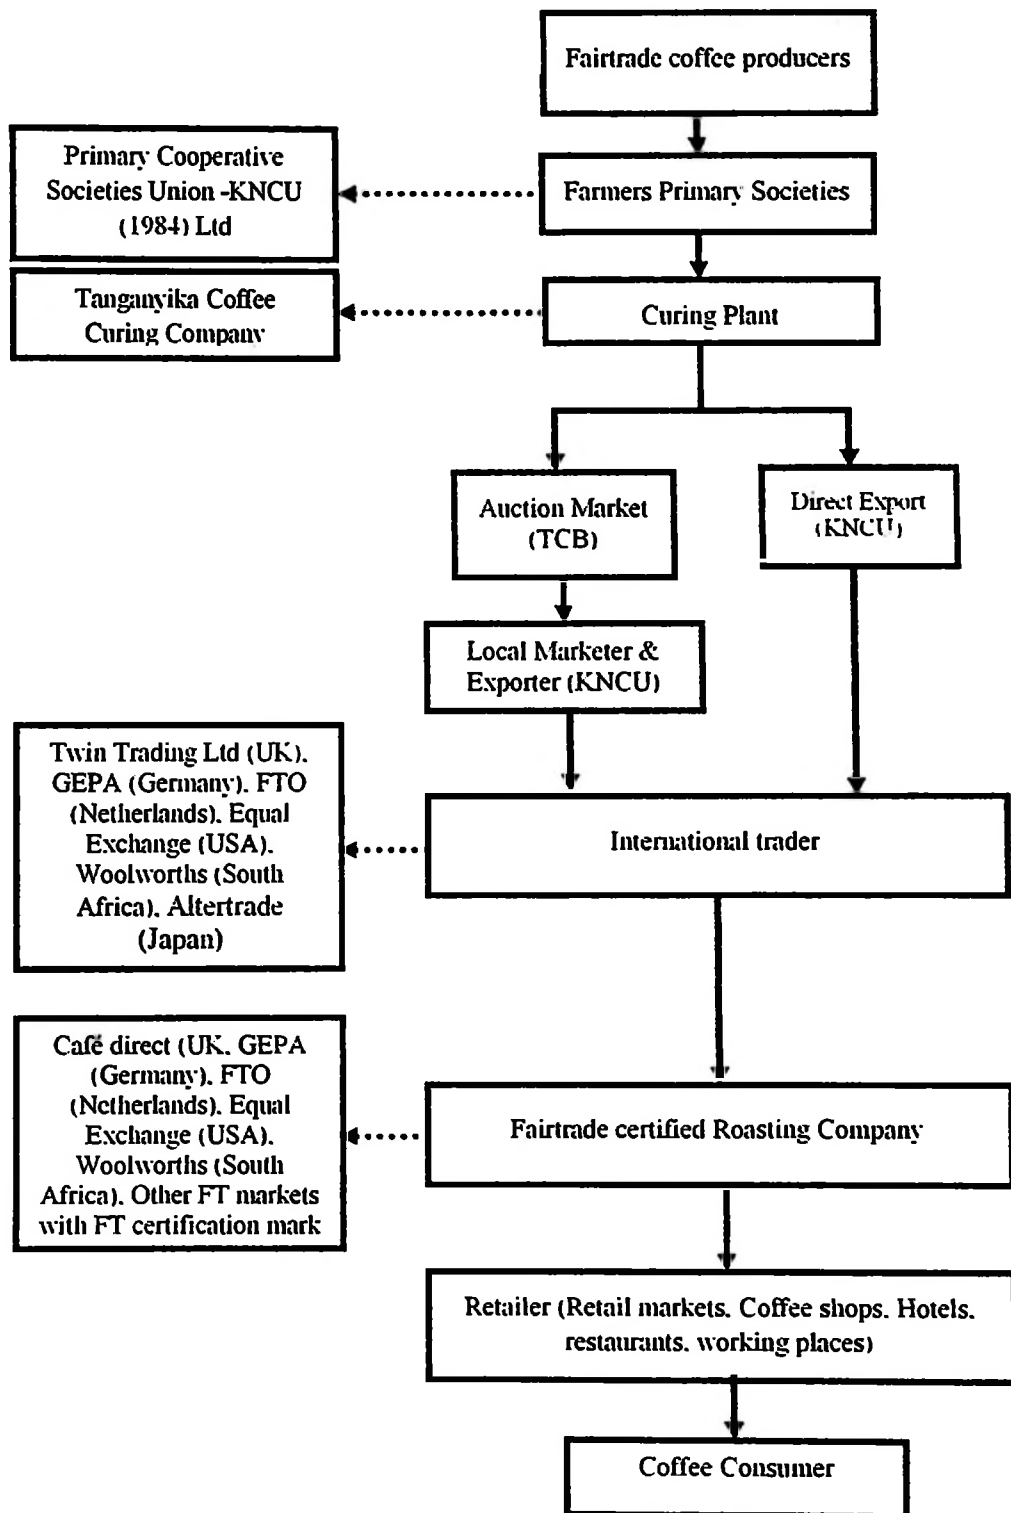 Fairtrade coffee producers
Primary Cooperative
Societies Union -KNCU
(1984) Ltd
Farmers Primary Societies
Tanganyika Coffee
Curing Company
Curing Plant
Auction Market
(TCB)
Direct Export
(KNCU)
Local Marketer &
Exporter (KNCU)
Twin Trading Ltd (UK).
GEPA (Germany). FTO
(Netherlands). Equal
Exchange (USA).
Woolworths (South
Africa). Altertrade
(Japan)
International trader
Café direct (UK. GEPA
(Germany). FTO
(Netherlands). Equal
Exchange (USA).
Woolworths (South
Africa). Other FT markets
with FT certification mark
Fairtrade certified Roasting Company
Retailer (Retail markets. Coffee shops. Hotels.
restaurants. working places)
Coffee Consumer